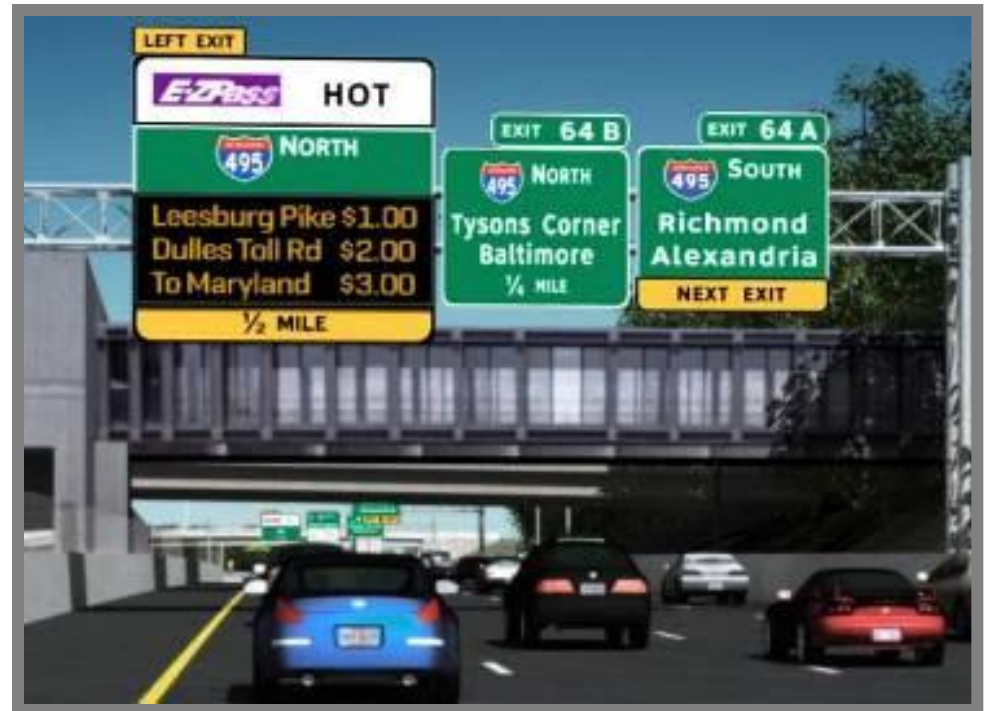 LEFT EXIT
E-ZPass HOT
495 NORTH
Leesburg Pike $1.00
Dulles Toll Rd $2.00
To Maryland $3.00
½ MILE
EXIT 64 B
495 NORTH
Tysons Corner
Baltimore
¼ MILE
EXIT 64 A
495 SOUTH
Richmond
Alexandria
NEXT EXIT